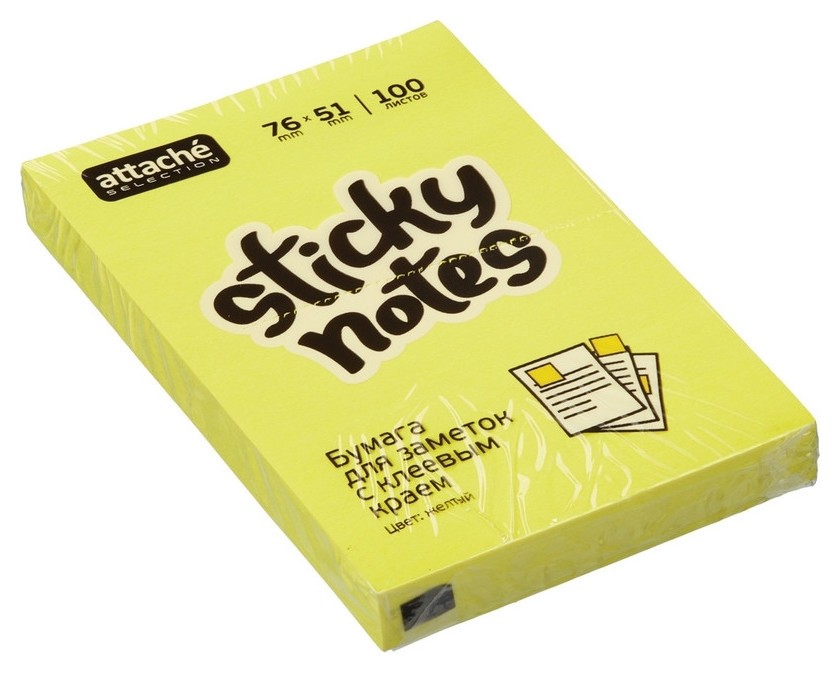 attaché
SELECTION
76 × 51 | 100
mm mm листов
sticky
notes
Бумага
для заметок
с клеевым
краем
Цвет: желтый